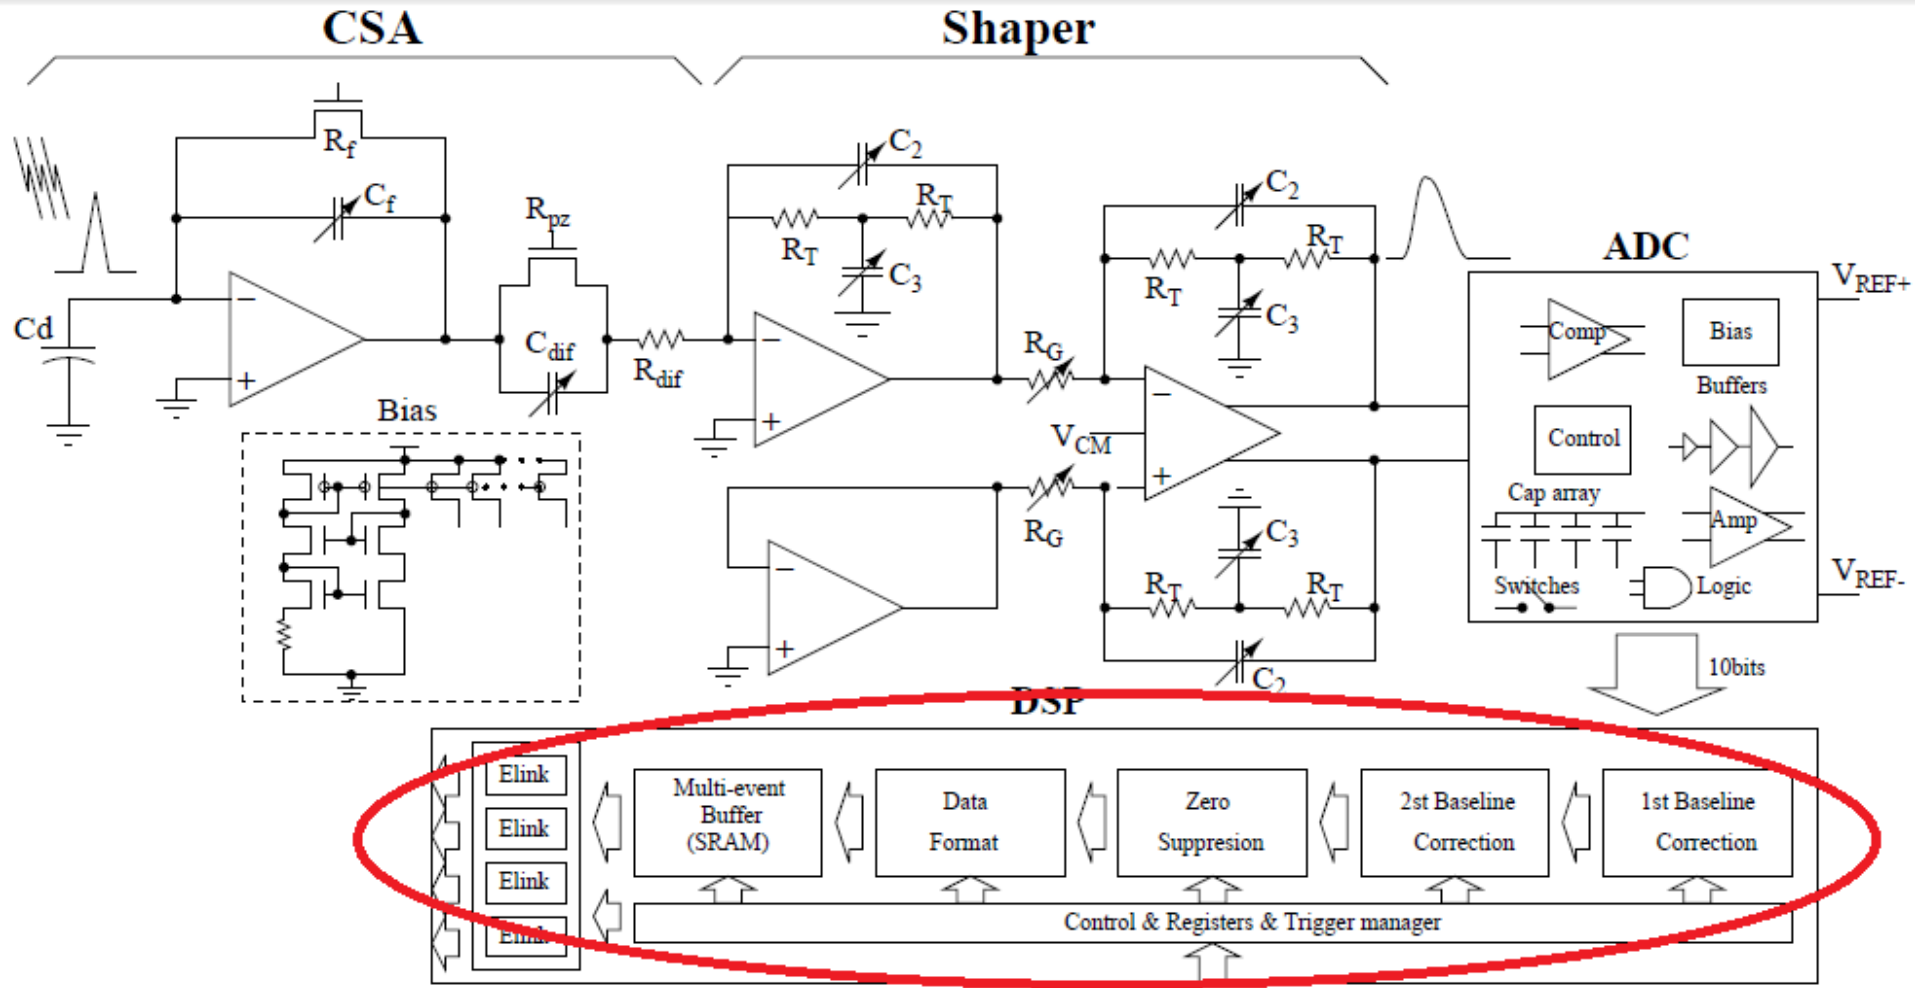 CSA
Shaper
Rf
Cf
Rpz
Cdif
Rdif
Cd
−
+
Bias
C2
RT
RT
C3
−
+
RG
VCM
RG
−
+
C2
RT
RT
C3
−
+
C3
RT
RT
C2
ADC
VREF+
Comp
Bias
Buffers
Control
Cap array
Amp
Switches
Logic
VREF-
10bits
DSP
Elink
Elink
Elink
Elink
Multi-event
Buffer
(SRAM)
Data
Format
Zero
Suppresion
2st Baseline
Correction
1st Baseline
Correction
Control & Registers & Trigger manager